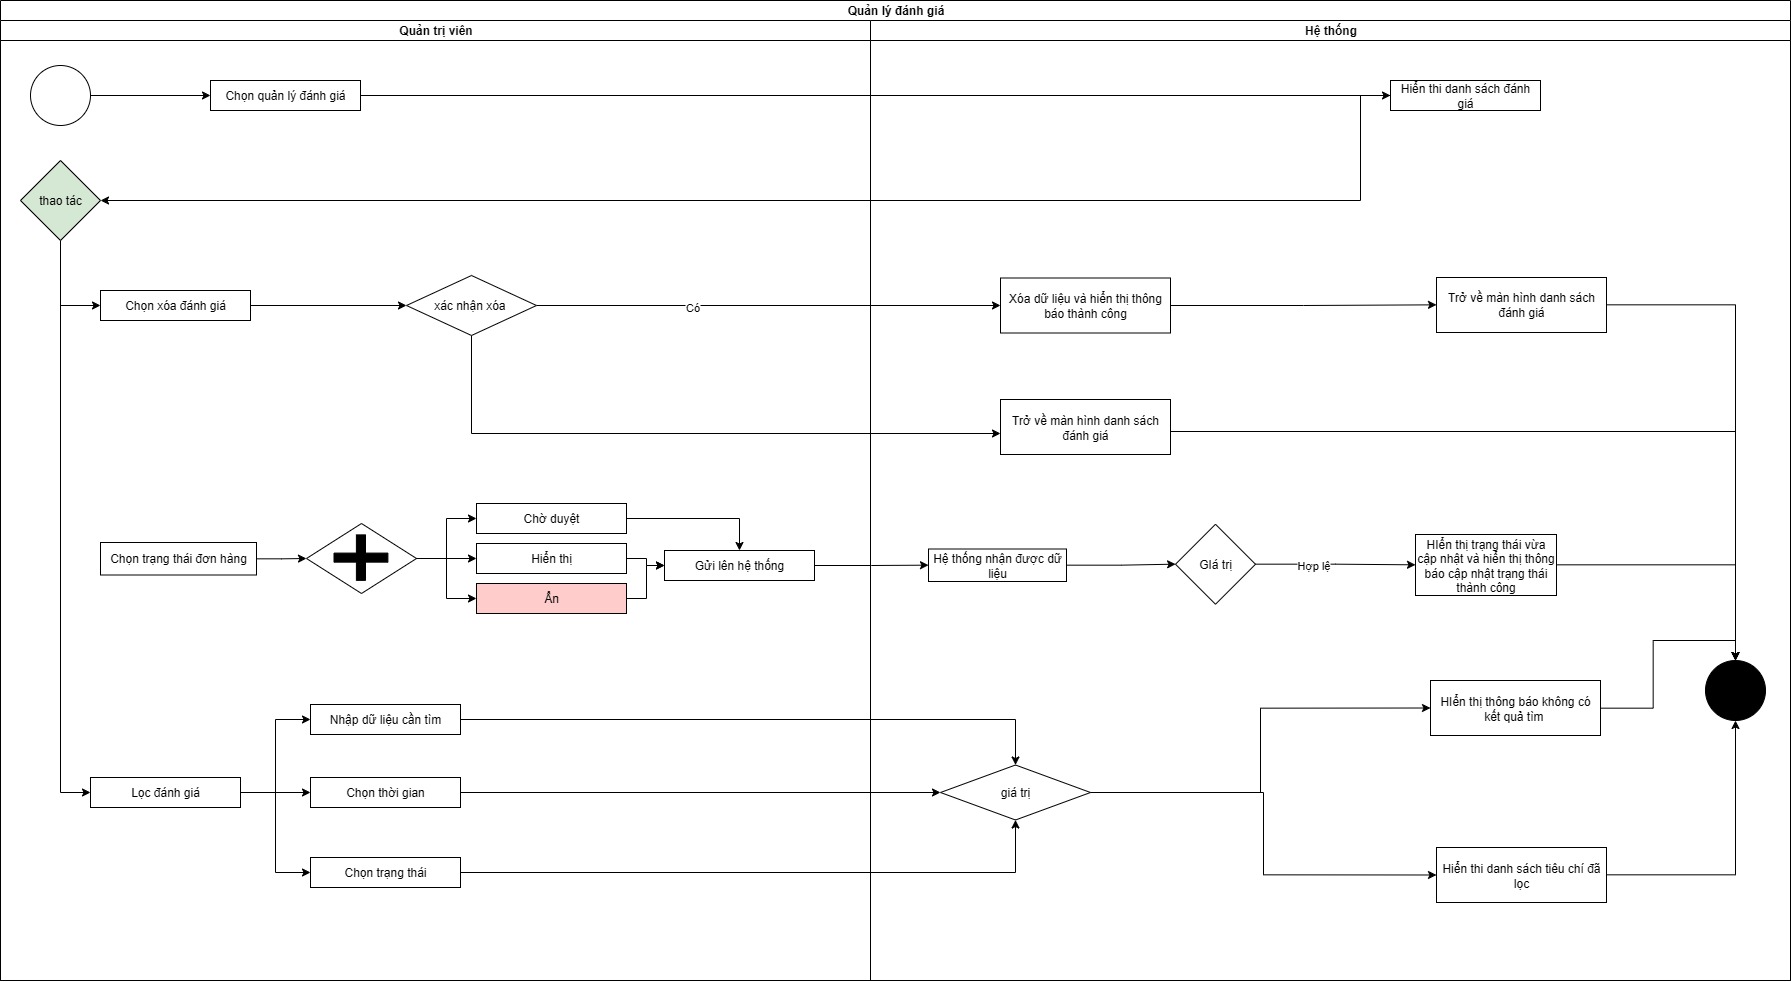 Quản lý đánh giá
Quản trị viên
Hệ thống
Chọn quản lý đánh giá
Hiển thi danh sách đánh
giá
thao tác
Chọn xóa đánh giá
xác nhận xóa
Có
Xóa dữ liệu và hiển thị thông
báo thành công
Trở về màn hình danh sách
đánh giá
Trở về màn hình danh sách
đánh giá
Chọn trạng thái đơn hàng
Chờ duyệt
Hiển thị
Ẩn
Gửi lên hệ thống
Hệ thống nhận được dữ
liệu
GIá trị
Hợp lệ
HIển thị trạng thái vừa
cập nhật và hiển thị thông
báo cập nhật trạng thái
thành công
Nhập dữ liệu cần tìm
Lọc đánh giá
Chọn thời gian
Chọn trạng thái
giá trị
HIển thị thông báo không có
kết quả tìm
Hiển thi danh sách tiêu chí đã
lọc